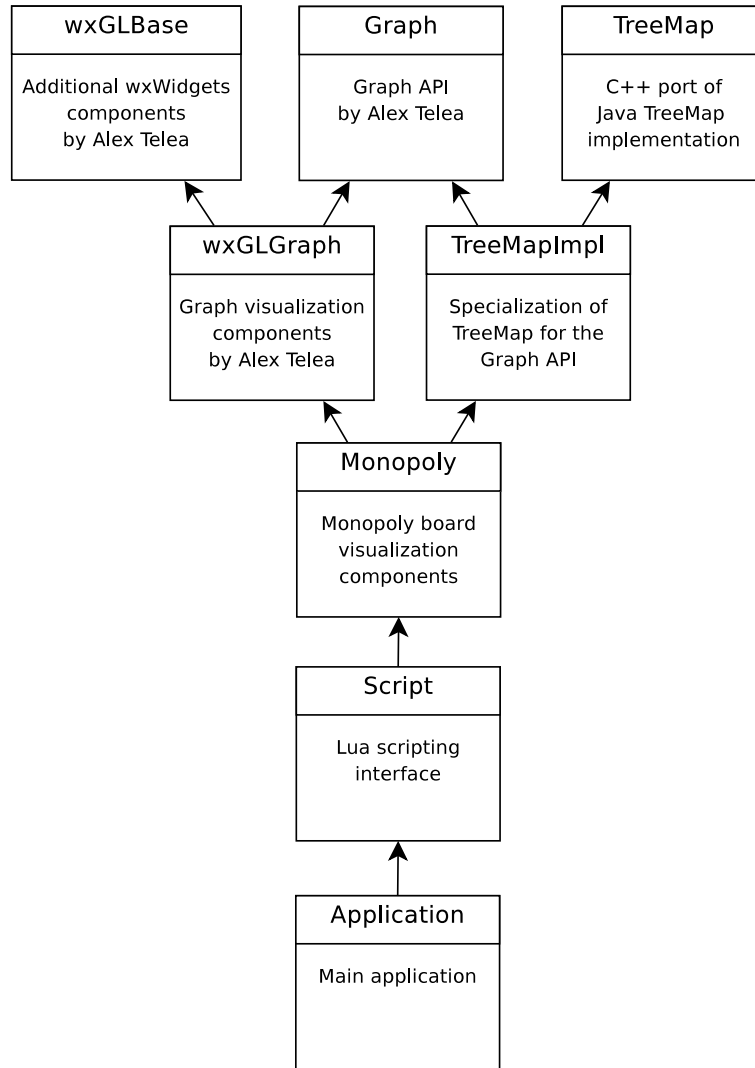 wxGLBase
Additional wxWidgets
components
by Alex Telea
Graph
Graph API
by Alex Telea
TreeMap
C++ port of
Java TreeMap
implementation
wxGLGraph
Graph visualization
components
by Alex Telea
TreeMapImpl
Specialization of
TreeMap for the
Graph API
Monopoly
Monopoly board
visualization
components
Script
Lua scripting
interface
Application
Main application